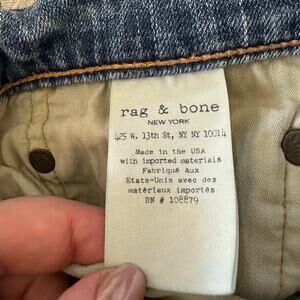 rag & bone
NEW YORK
425 W. 13th St, NY NY 10014
Made in the USA
with imported materials
Fabriqué Aux
Etats-Unis avec des
matériaux importés
RN # 108879